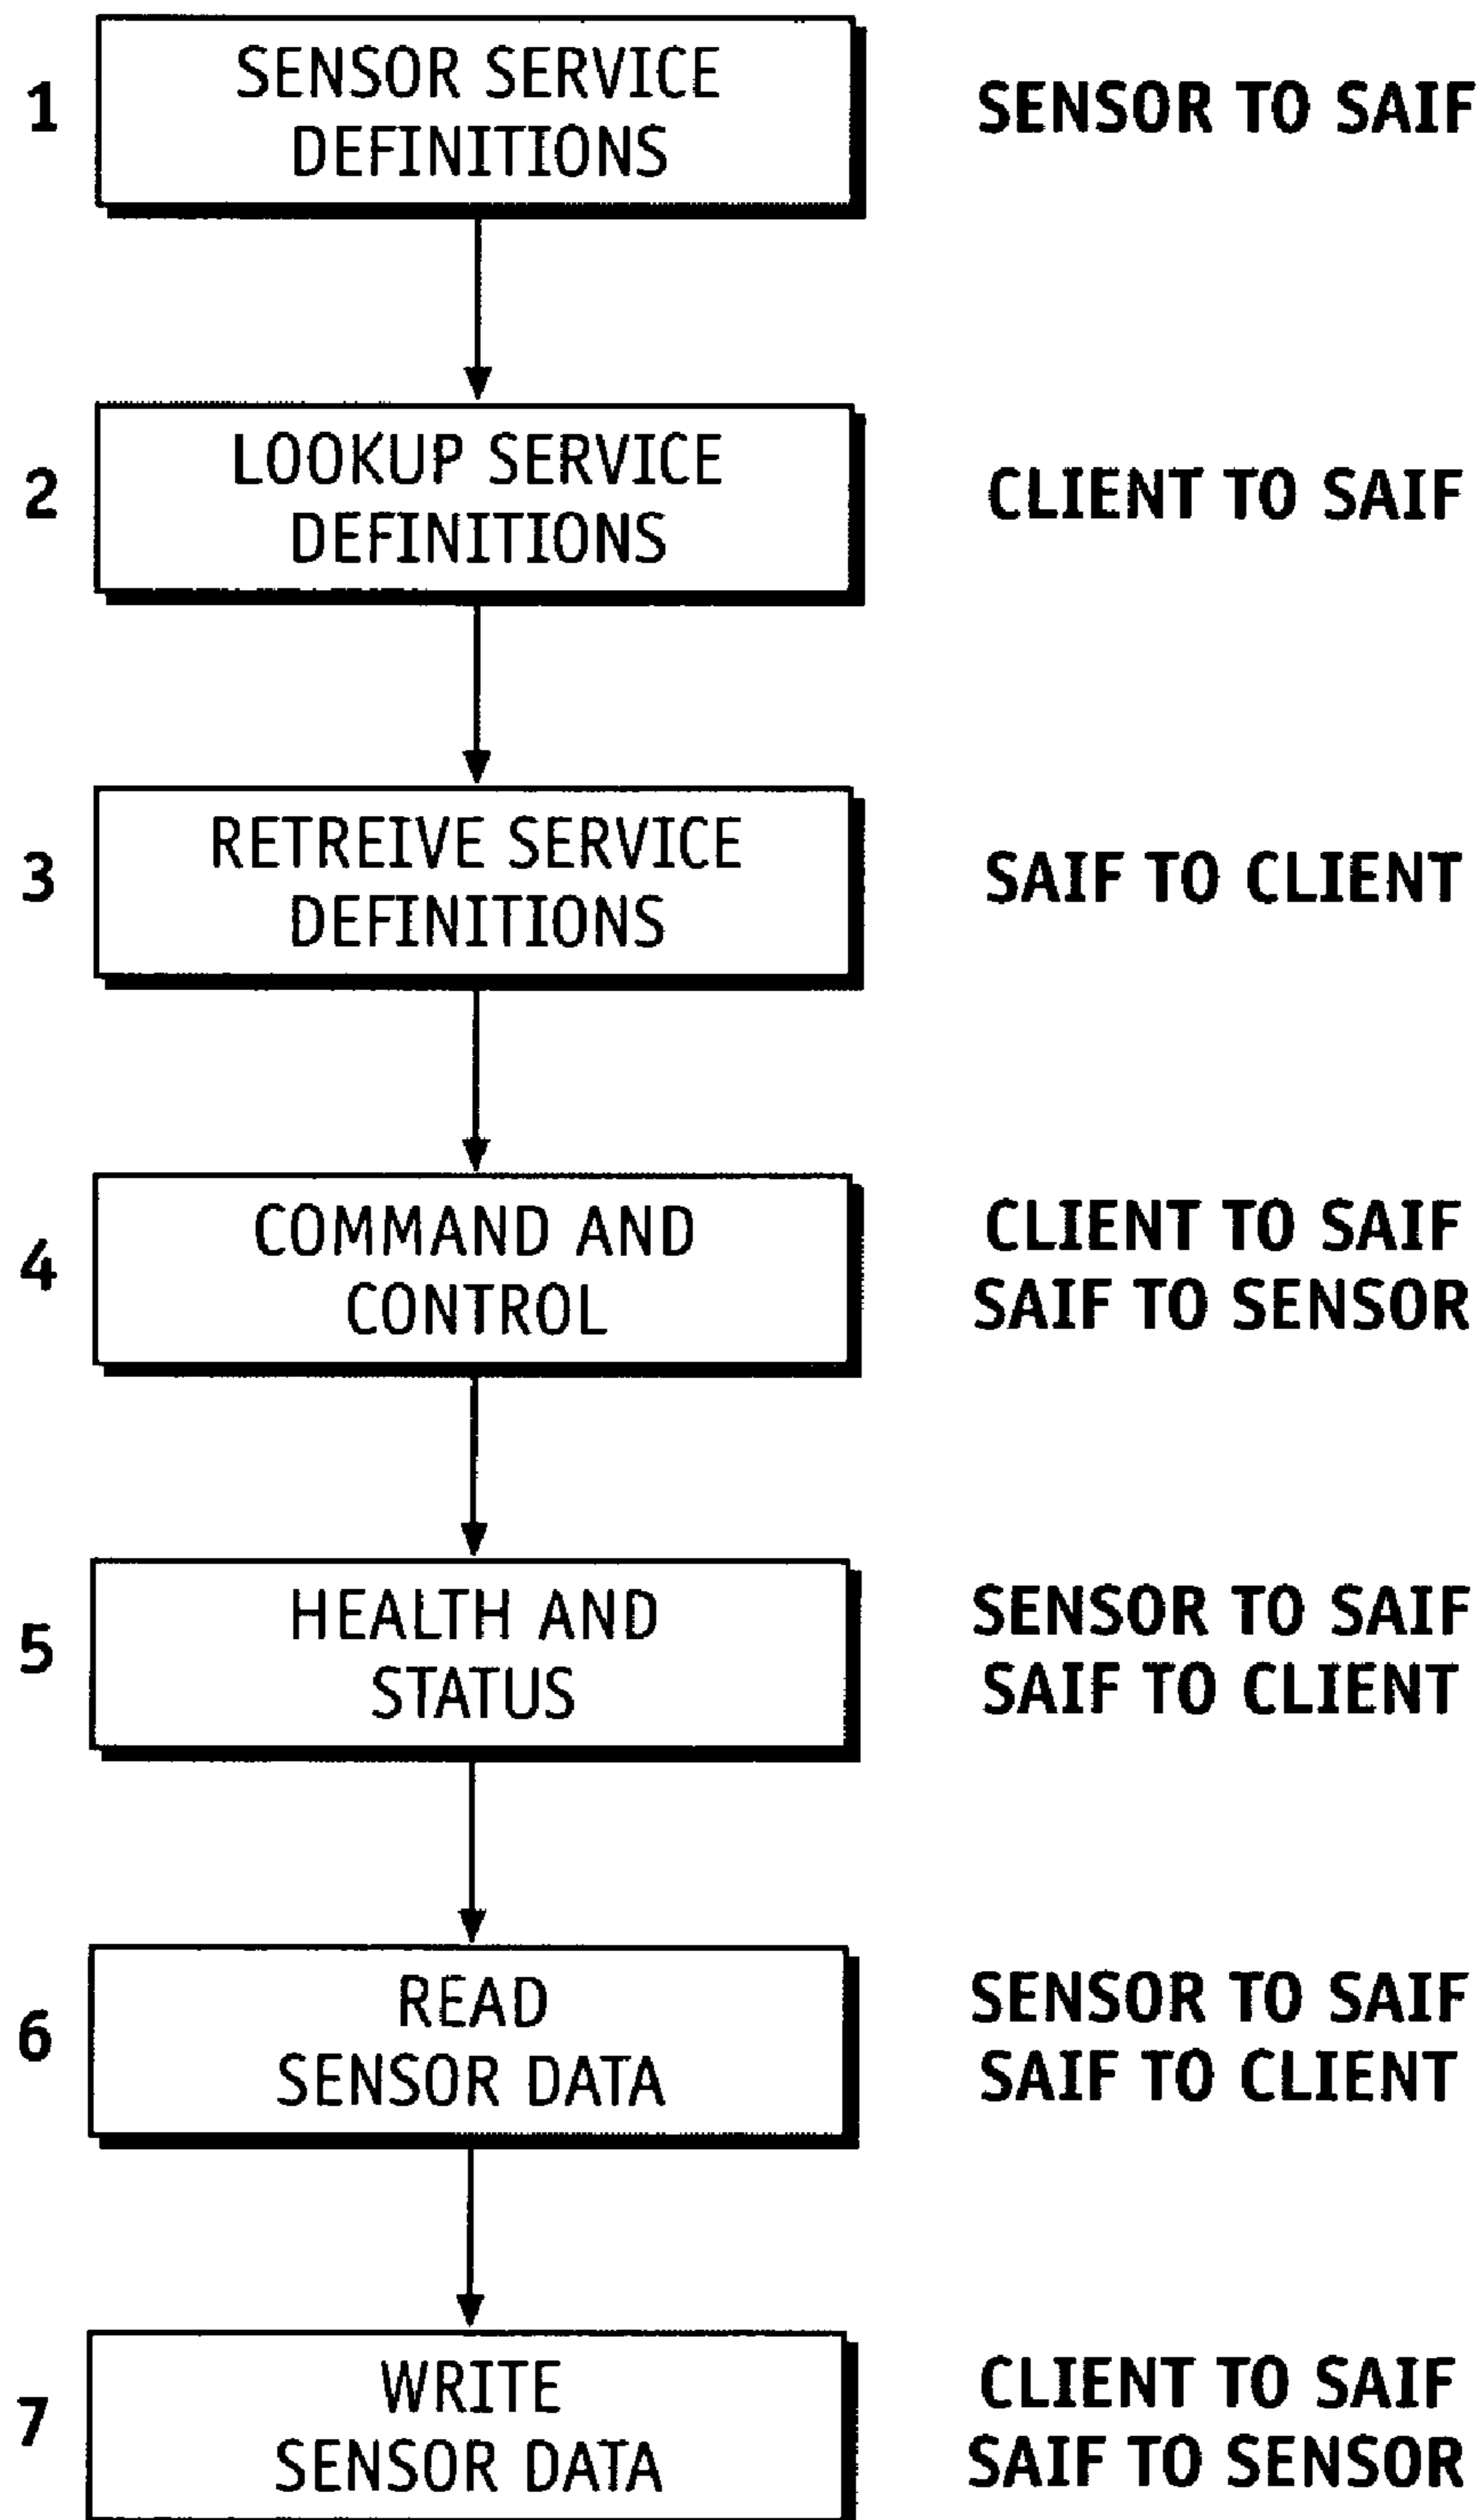 SENSOR SERVICE
DEFINITIONS
1
SENSOR TO SAIF
LOOKUP SERVICE
DEFINITIONS
2
CLIENT TO SAIF
RETREIVE SERVICE
DEFINITIONS
3
SAIF TO CLIENT
COMMAND AND
CONTROL
4
CLIENT TO SAIF
SAIF TO SENSOR
HEALTH AND
STATUS
5
SENSOR TO SAIF
SAIF TO CLIENT
READ
SENSOR DATA
6
SENSOR TO SAIF
SAIF TO CLIENT
WRITE
SENSOR DATA
7
CLIENT TO SAIF
SAIF TO SENSOR